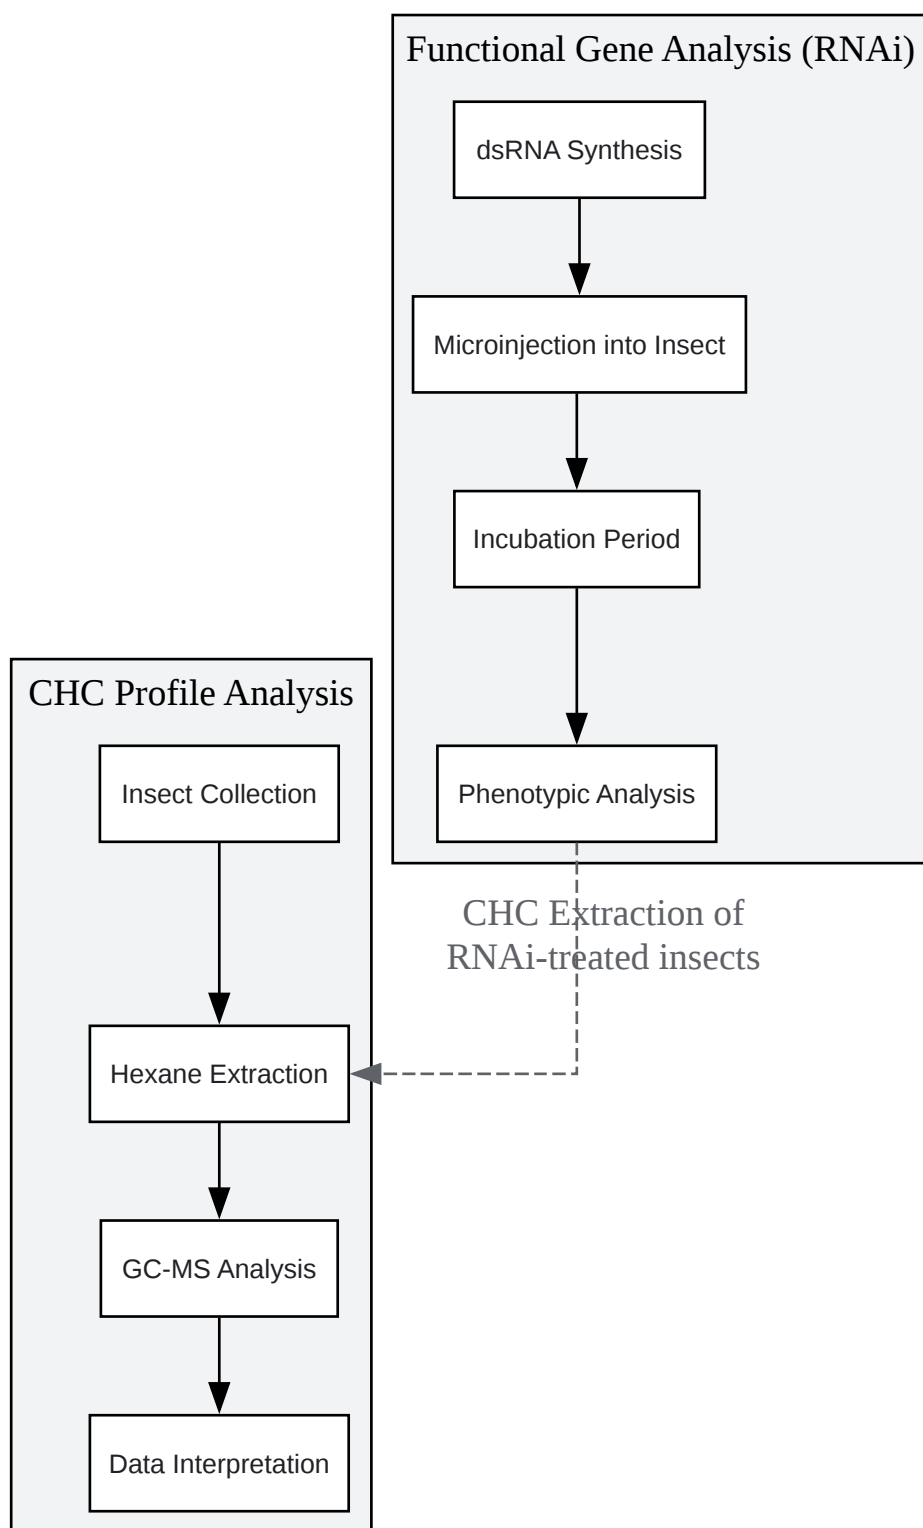 Functional Gene Analysis (RNAi)
dsRNA Synthesis
Microinjection into Insect
Incubation Period
Phenotypic Analysis
CHC Extraction of
RNAi-treated insects
CHC Profile Analysis
Insect Collection
Hexane Extraction
GC-MS Analysis
Data Interpretation